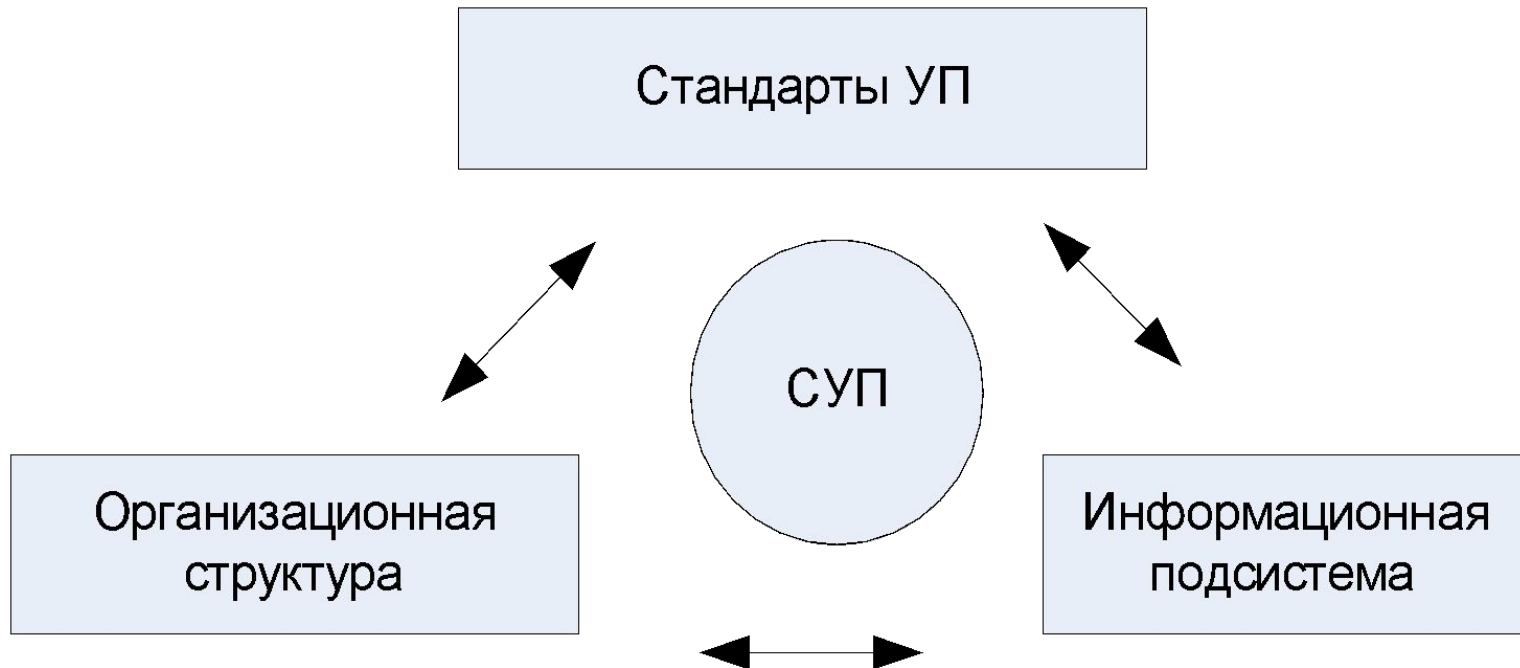 Стандарты УП
СУП
Организационная
структура
Информационная
подсистема